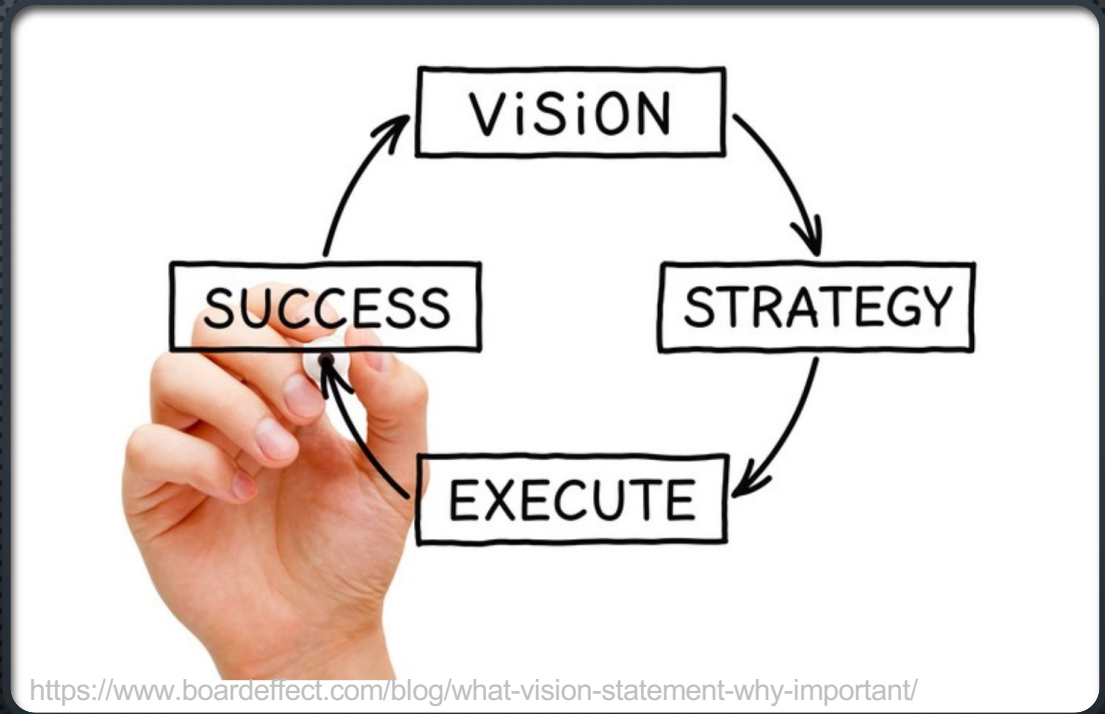 ViSiON
SUCCESS
STRATEGY
EXECUTE
https://www.boardeffect.com/blog/what-vision-statement-why-important/